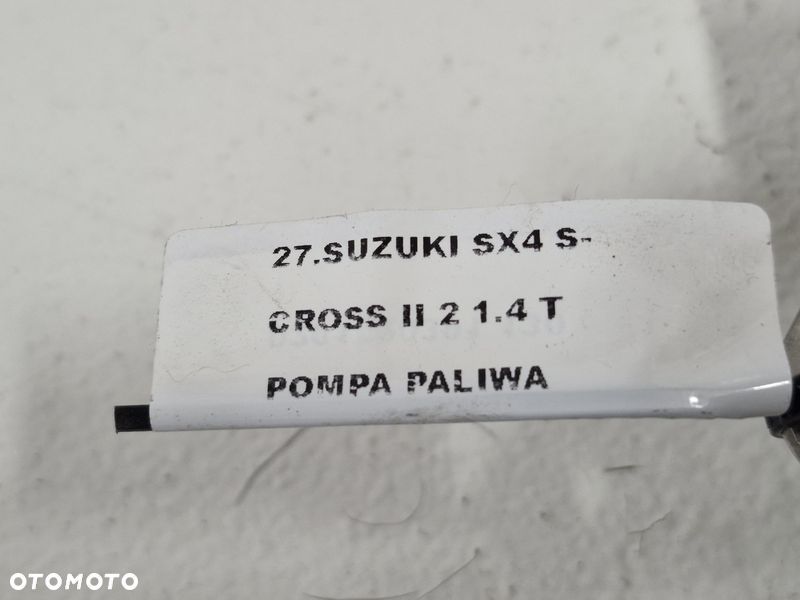 27.SUZUKI SX4 S-
CROSS II 2 1.4 T
POMPA PALIWA
OTOMOTO